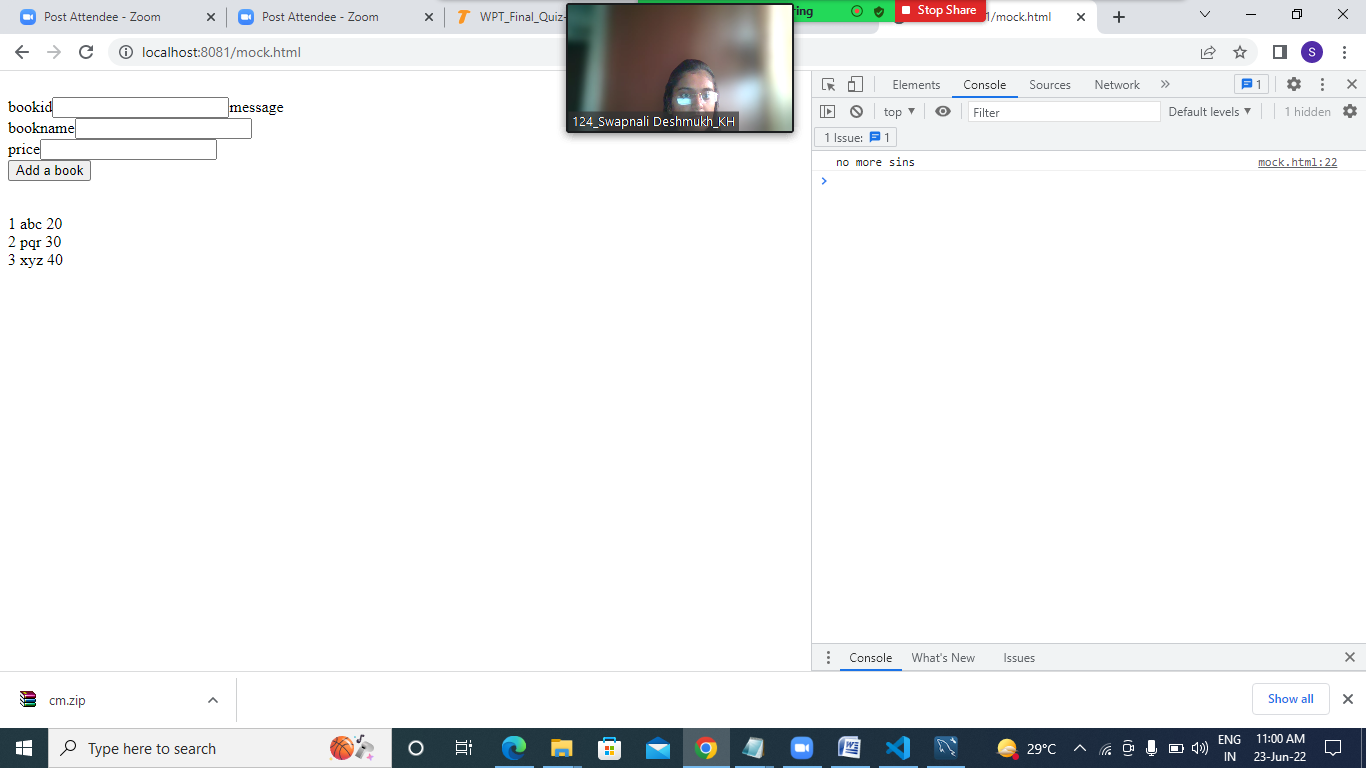 Post Attendee - Zoom
Post Attendee - Zoom
WPT_Final_Quiz-
ring
Stop Share
1/mock.html
localhost:8081/mock.html
S
124_Swapnali Deshmukh_KH
bookid message
bookname
price
Add a book
1 abc 20
2 pqr 30
3 xyz 40
Elements Console Sources Network 1
top Filter Default levels 1 hidden
1 Issue: 1
no more sins mock.html:22
Console What's New Issues
cm.zip
Show all
Type here to search
29°C
ENG
IN
11:00 AM
23-Jun-22